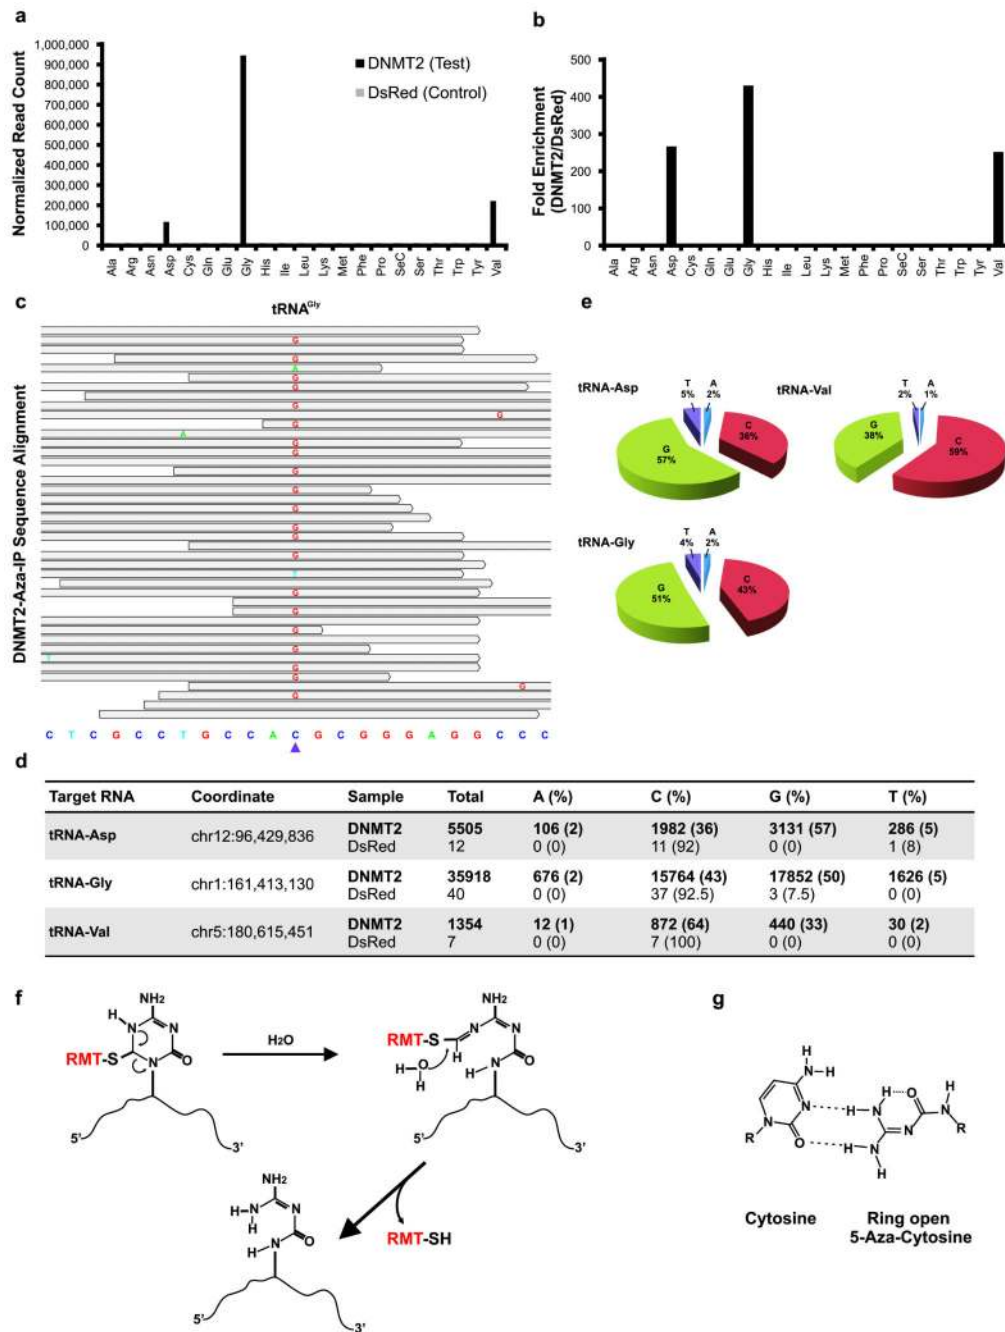 a
Normalized Read Count
1,000,000
900,000
800,000
700,000
600,000
500,000
400,000
300,000
200,000
100,000
0
DNMT2 (Test)
DsRed (Control)
Ala Arg Asn Asp Cys Gln Glu Gly His Ile Leu Lys Met Phe Pro SeC Ser Thr Trp Tyr Val
b
Fold Enrichment
(DNMT2/DsRed)
500
400
300
200
100
0
Ala Arg Asn Asp Cys Gln Glu Gly His Ile Leu Lys Met Phe Pro SeC Ser Thr Trp Tyr Val
c
tRNAGly
DNMT2-Aza-IP Sequence Alignment
G
G
A
G
G
G
G
G
A
G
G
G
G
G
G
G
G
G
T
G
G
G
G
T
G
G
G
C T C G C C T G C C A C G C G G G A G G C C C
e
tRNA-Asp
T
5%
A
2%
C
36%
G
57%
tRNA-Val
T
2%
A
1%
G
38%
C
59%
tRNA-Gly
T
4%
A
2%
C
43%
G
51%
d
Target RNA Coordinate Sample Total A (%) C (%) G (%) T (%)
tRNA-Asp chr12:96,429,836 DNMT2 5505 106 (2) 1982 (36) 3131 (57) 286 (5)
DsRed 12 0 (0) 11 (92) 0 (0) 1 (8)
tRNA-Gly chr1:161,413,130 DNMT2 35918 676 (2) 15764 (43) 17852 (50) 1626 (5)
DsRed 40 0 (0) 37 (92.5) 3 (7.5) 0 (0)
tRNA-Val chr5:180,615,451 DNMT2 1354 12 (1) 872 (64) 440 (33) 30 (2)
DsRed 7 0 (0) 7 (100) 0 (0) 0 (0)
f
NH2
H N N
RMT-S N O
5' 3'
H2O
NH2
RMT-S N N
H H N O
H O H
5' 3'
NH2
H-N N
H
H N O
5' 3'
RMT-SH
g
H
N-H
N
R N O
H H O H
H-N N
N R
H-N
H
Cytosine
Ring open
5-Aza-Cytosine